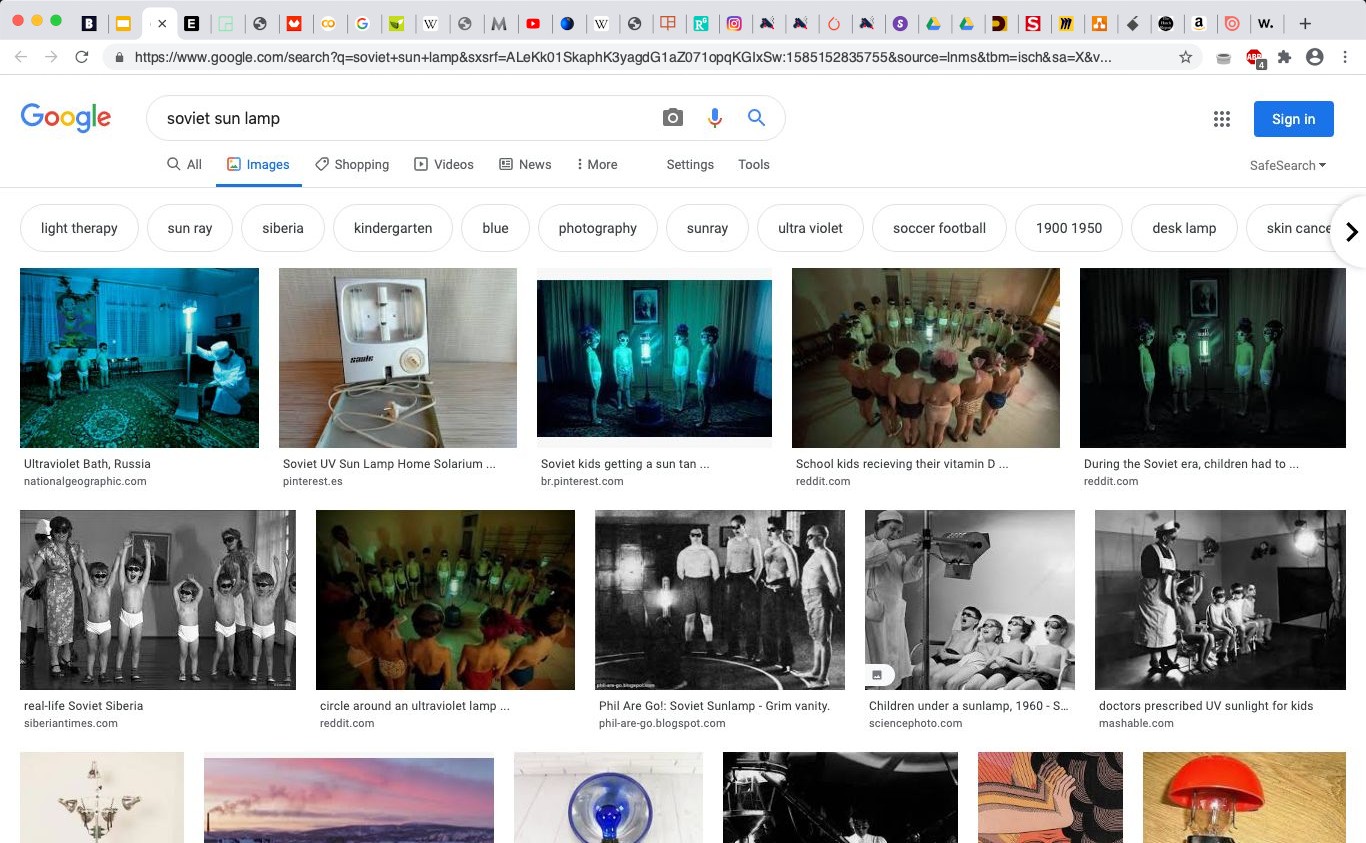 https://www.google.com/search?q=soviet+sun+lamp&sxsrf=ALeKk01SkaphK3yagdG1aZ071opqKGIxSw:1585152835755&source=lnms&tbm=isch&sa=X&v...
4
Google
soviet sun lamp
Sign in
All Images Shopping Videos News More Settings Tools
SafeSearch
light therapy sun ray siberia kindergarten blue photography sunray ultra violet soccer football 1900 1950 desk lamp skin cance
Ultraviolet Bath, Russia
nationalgeographic.com
Soviet UV Sun Lamp Home Solarium ...
pinterest.es
Soviet kids getting a sun tan ...
br.pinterest.com
School kids recieving their vitamin D ...
reddit.com
During the Soviet era, children had to ...
reddit.com
real-life Soviet Siberia
siberiantimes.com
circle around an ultraviolet lamp ...
reddit.com
phil-are-go.blogspot.com
Phil Are Go!: Soviet Sunlamp - Grim vanity.
phil-are-go.blogspot.com
Children under a sunlamp, 1960 - S...
sciencephoto.com
doctors prescribed UV sunlight for kids
mashable.com